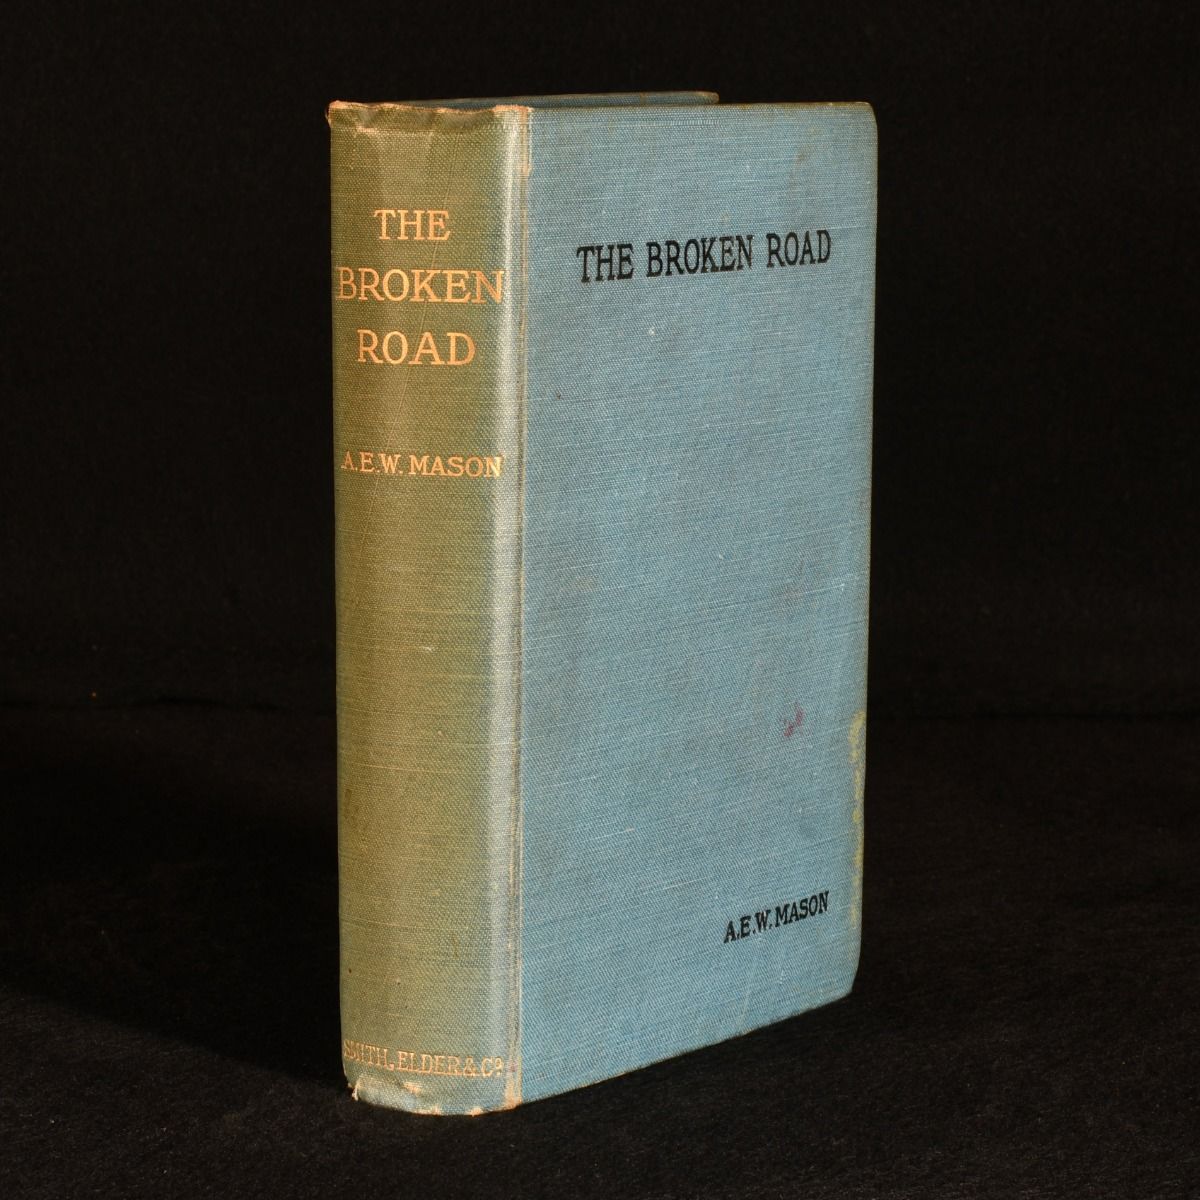 THE
BROKEN
ROAD
A.E.W. MASON
SMITH, ELDER & Co.
THE BROKEN ROAD
A.E.W. MASON